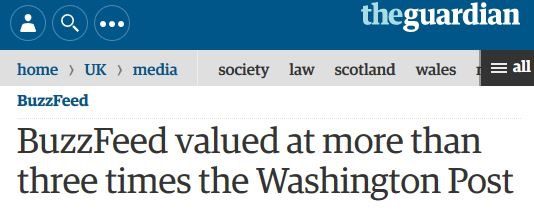 theguardian
home > UK > media society law scotland wales all
BuzzFeed
BuzzFeed valued at more than
three times the Washington Post